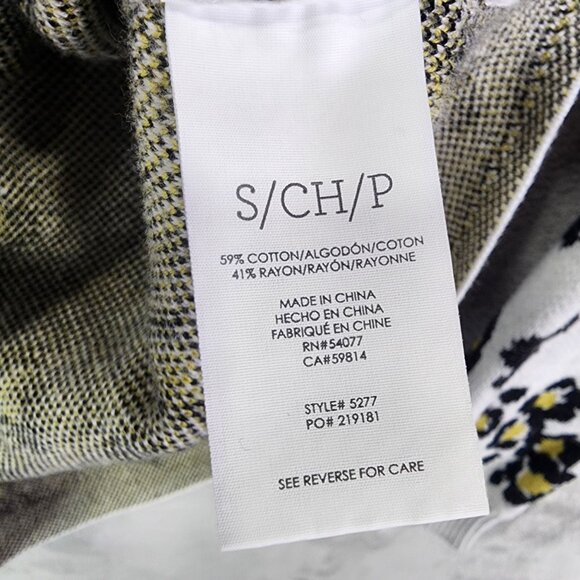 S/CH/P
59% COTTON/ALGODÓN/COTON
41% RAYON/RAYÓN/RAYONNE
MADE IN CHINA
HECHO EN CHINA
FABRIQUÉ EN CHINE
RN#54077
CA#59814
STYLE# 5277
PO# 219181
SEE REVERSE FOR CARE